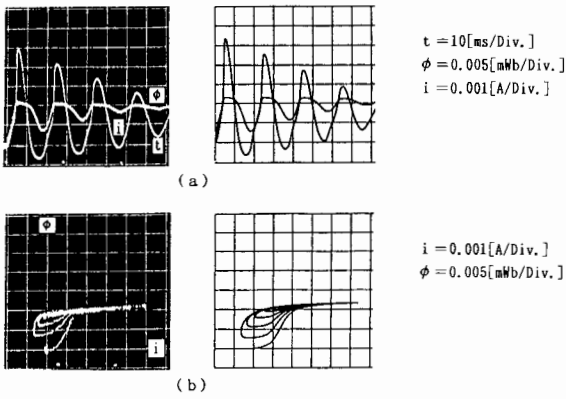 t = 10[ms/Div.]
ϕ = 0.005[mWb/Div.]
i = 0.001[A/Div.]
ϕ
i
t
(a)
ϕ
i
i = 0.001[A/Div.]
ϕ = 0.005[mWb/Div.]
(b)